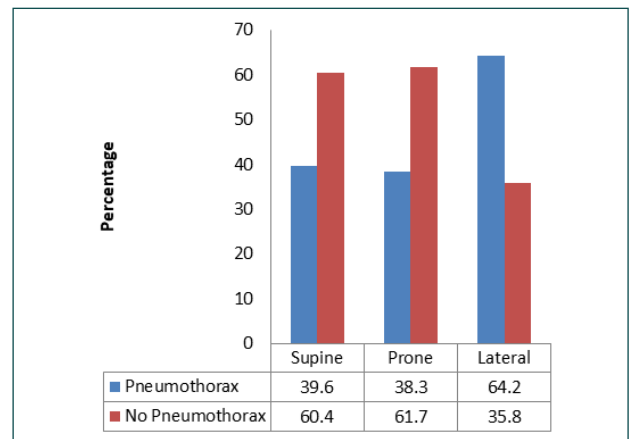 70
60
50
40
30
20
10
0
Percentage
Supine Prone Lateral
Pneumothorax 39.6 38.3 64.2
No Pneumothorax 60.4 61.7 35.8